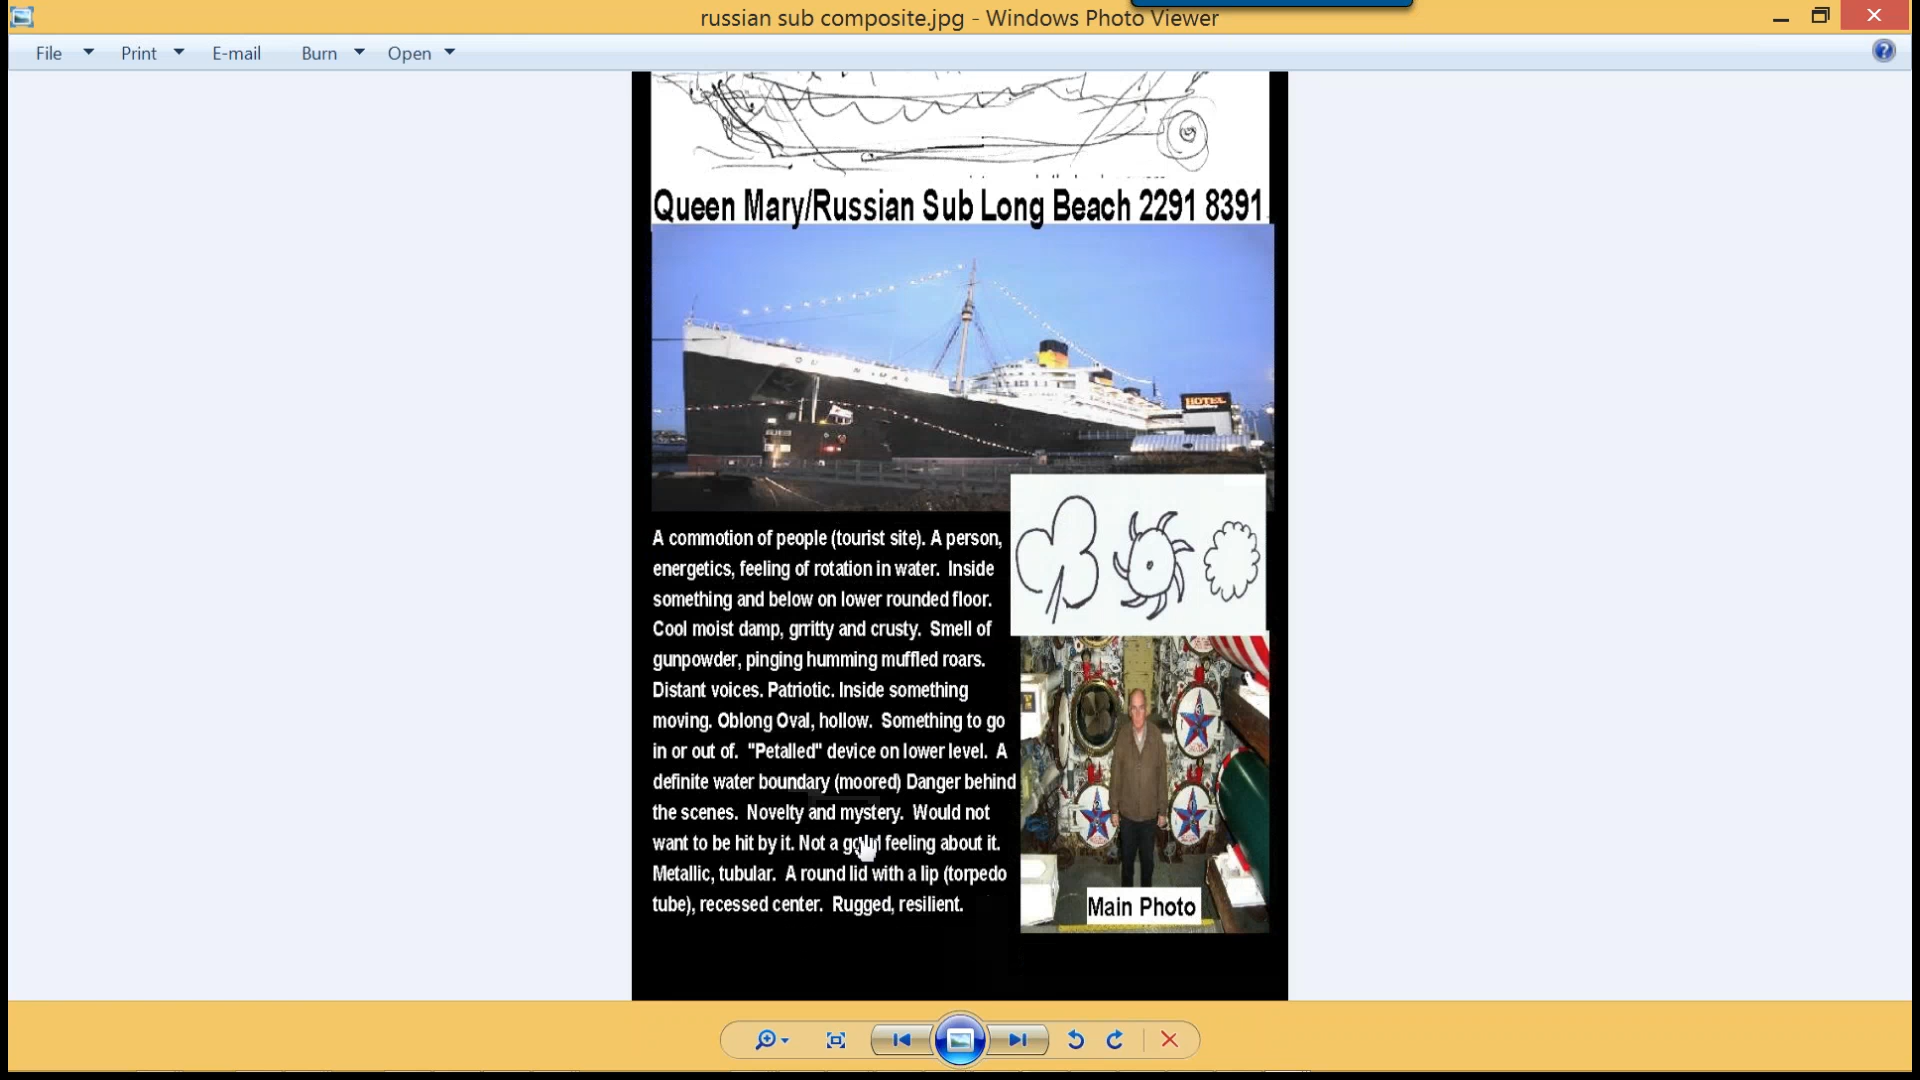 russian sub composite.jpg - Windows Photo Viewer
File Print E-mail Burn Open
Queen Mary/Russian Sub Long Beach 2291 8391
HOTEL
A commotion of people (tourist site). A person,
energetics, feeling of rotation in water. Inside
something and below on lower rounded floor.
Cool moist damp, grritty and crusty. Smell of
gunpowder, pinging humming muffled roars.
Distant voices. Patriotic. Inside something
moving. Oblong Oval, hollow. Something to go
in or out of. "Petalled" device on lower level. A
definite water boundary (moored) Danger behind
the scenes. Novelty and mystery. Would not
want to be hit by it. Not a feeling about it.
Metallic, tubular. A round lid with a lip (torpedo
tube), recessed center. Rugged, resilient.
Main Photo